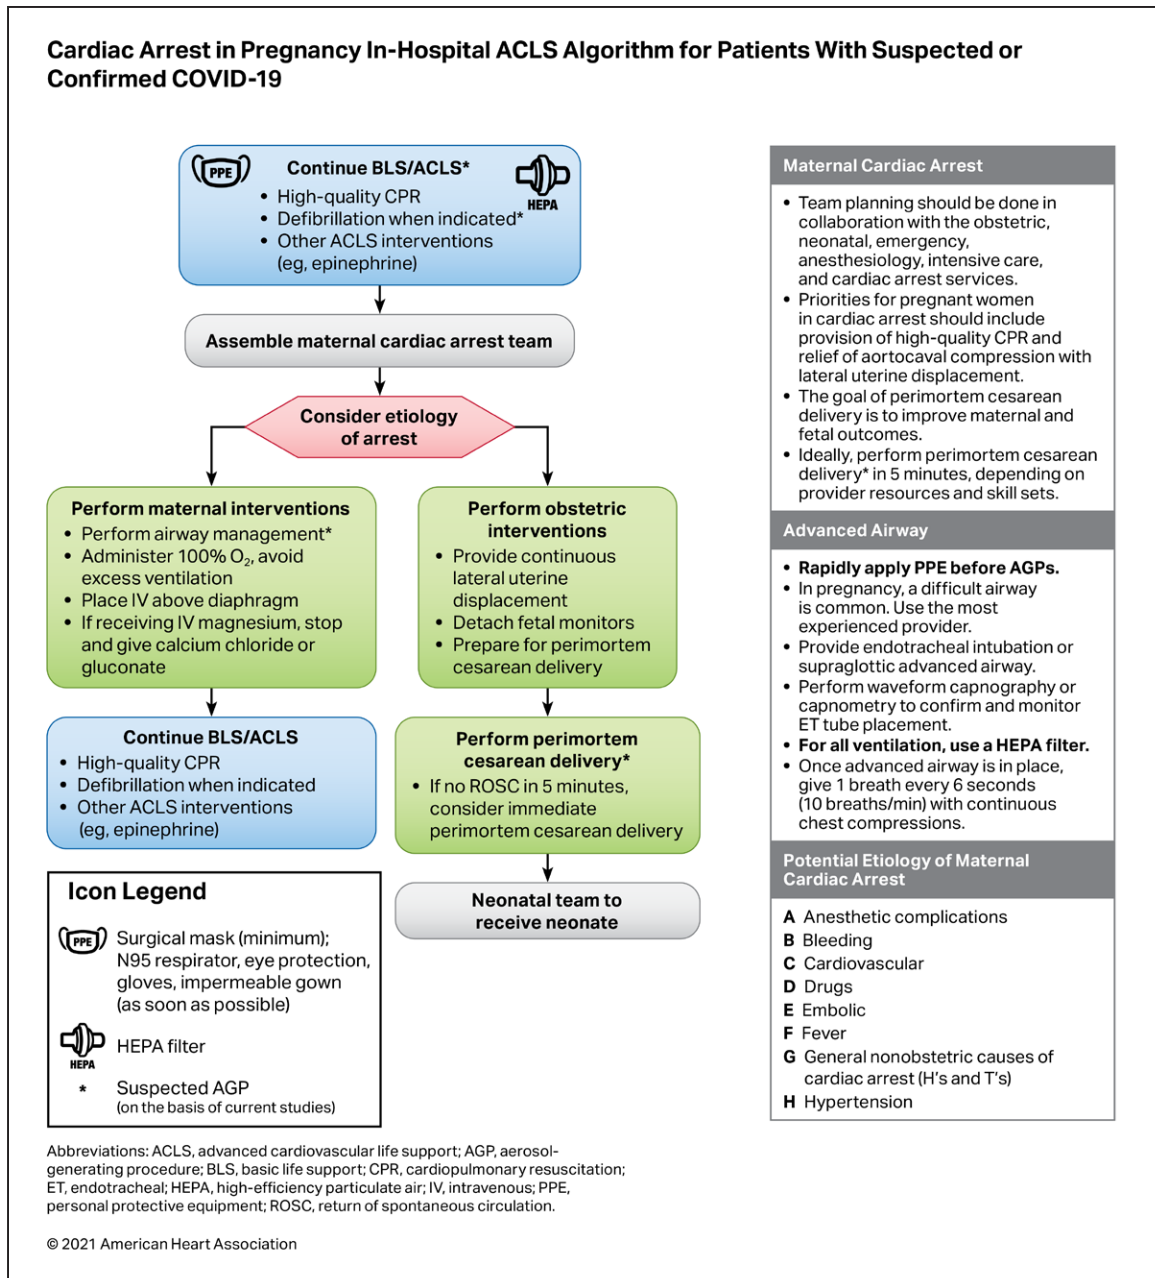 Cardiac Arrest in Pregnancy In-Hospital ACLS Algorithm for Patients With Suspected or
Confirmed COVID-19
PPE
Continue BLS/ACLS*
HEPA
• High-quality CPR
• Defibrillation when indicated*
• Other ACLS interventions
(eg, epinephrine)
Assemble maternal cardiac arrest team
Consider etiology
of arrest
Perform maternal interventions
• Perform airway management*
• Administer 100% O₂, avoid
excess ventilation
• Place IV above diaphragm
• If receiving IV magnesium, stop
and give calcium chloride or
gluconate
Continue BLS/ACLS
• High-quality CPR
• Defibrillation when indicated
• Other ACLS interventions
(eg, epinephrine)
Perform obstetric
interventions
• Provide continuous
lateral uterine
displacement
• Detach fetal monitors
• Prepare for perimortem
cesarean delivery
Perform perimortem
cesarean delivery*
• If no ROSC in 5 minutes,
consider immediate
perimortem cesarean delivery
Neonatal team to
receive neonate
Icon Legend
PPE
Surgical mask (minimum);
N95 respirator, eye protection,
gloves, impermeable gown
(as soon as possible)
HEPA
HEPA filter
* Suspected AGP
(on the basis of current studies)
Maternal Cardiac Arrest
• Team planning should be done in
collaboration with the obstetric,
neonatal, emergency,
anesthesiology, intensive care,
and cardiac arrest services.
• Priorities for pregnant women
in cardiac arrest should include
provision of high-quality CPR and
relief of aortocaval compression with
lateral uterine displacement.
• The goal of perimortem cesarean
delivery is to improve maternal and
fetal outcomes.
• Ideally, perform perimortem cesarean
delivery* in 5 minutes, depending on
provider resources and skill sets.
Advanced Airway
• Rapidly apply PPE before AGPs.
• In pregnancy, a difficult airway
is common. Use the most
experienced provider.
• Provide endotracheal intubation or
supraglottic advanced airway.
• Perform waveform capnography or
capnometry to confirm and monitor
ET tube placement.
• For all ventilation, use a HEPA filter.
• Once advanced airway is in place,
give 1 breath every 6 seconds
(10 breaths/min) with continuous
chest compressions.
Potential Etiology of Maternal
Cardiac Arrest
A Anesthetic complications
B Bleeding
C Cardiovascular
D Drugs
E Embolic
F Fever
G General nonobstetric causes of
cardiac arrest (H's and T's)
H Hypertension
Abbreviations: ACLS, advanced cardiovascular life support; AGP, aerosol-
generating procedure; BLS, basic life support; CPR, cardiopulmonary resuscitation;
ET, endotracheal; HEPA, high-efficiency particulate air; IV, intravenous; PPE,
personal protective equipment; ROSC, return of spontaneous circulation.
© 2021 American Heart Association